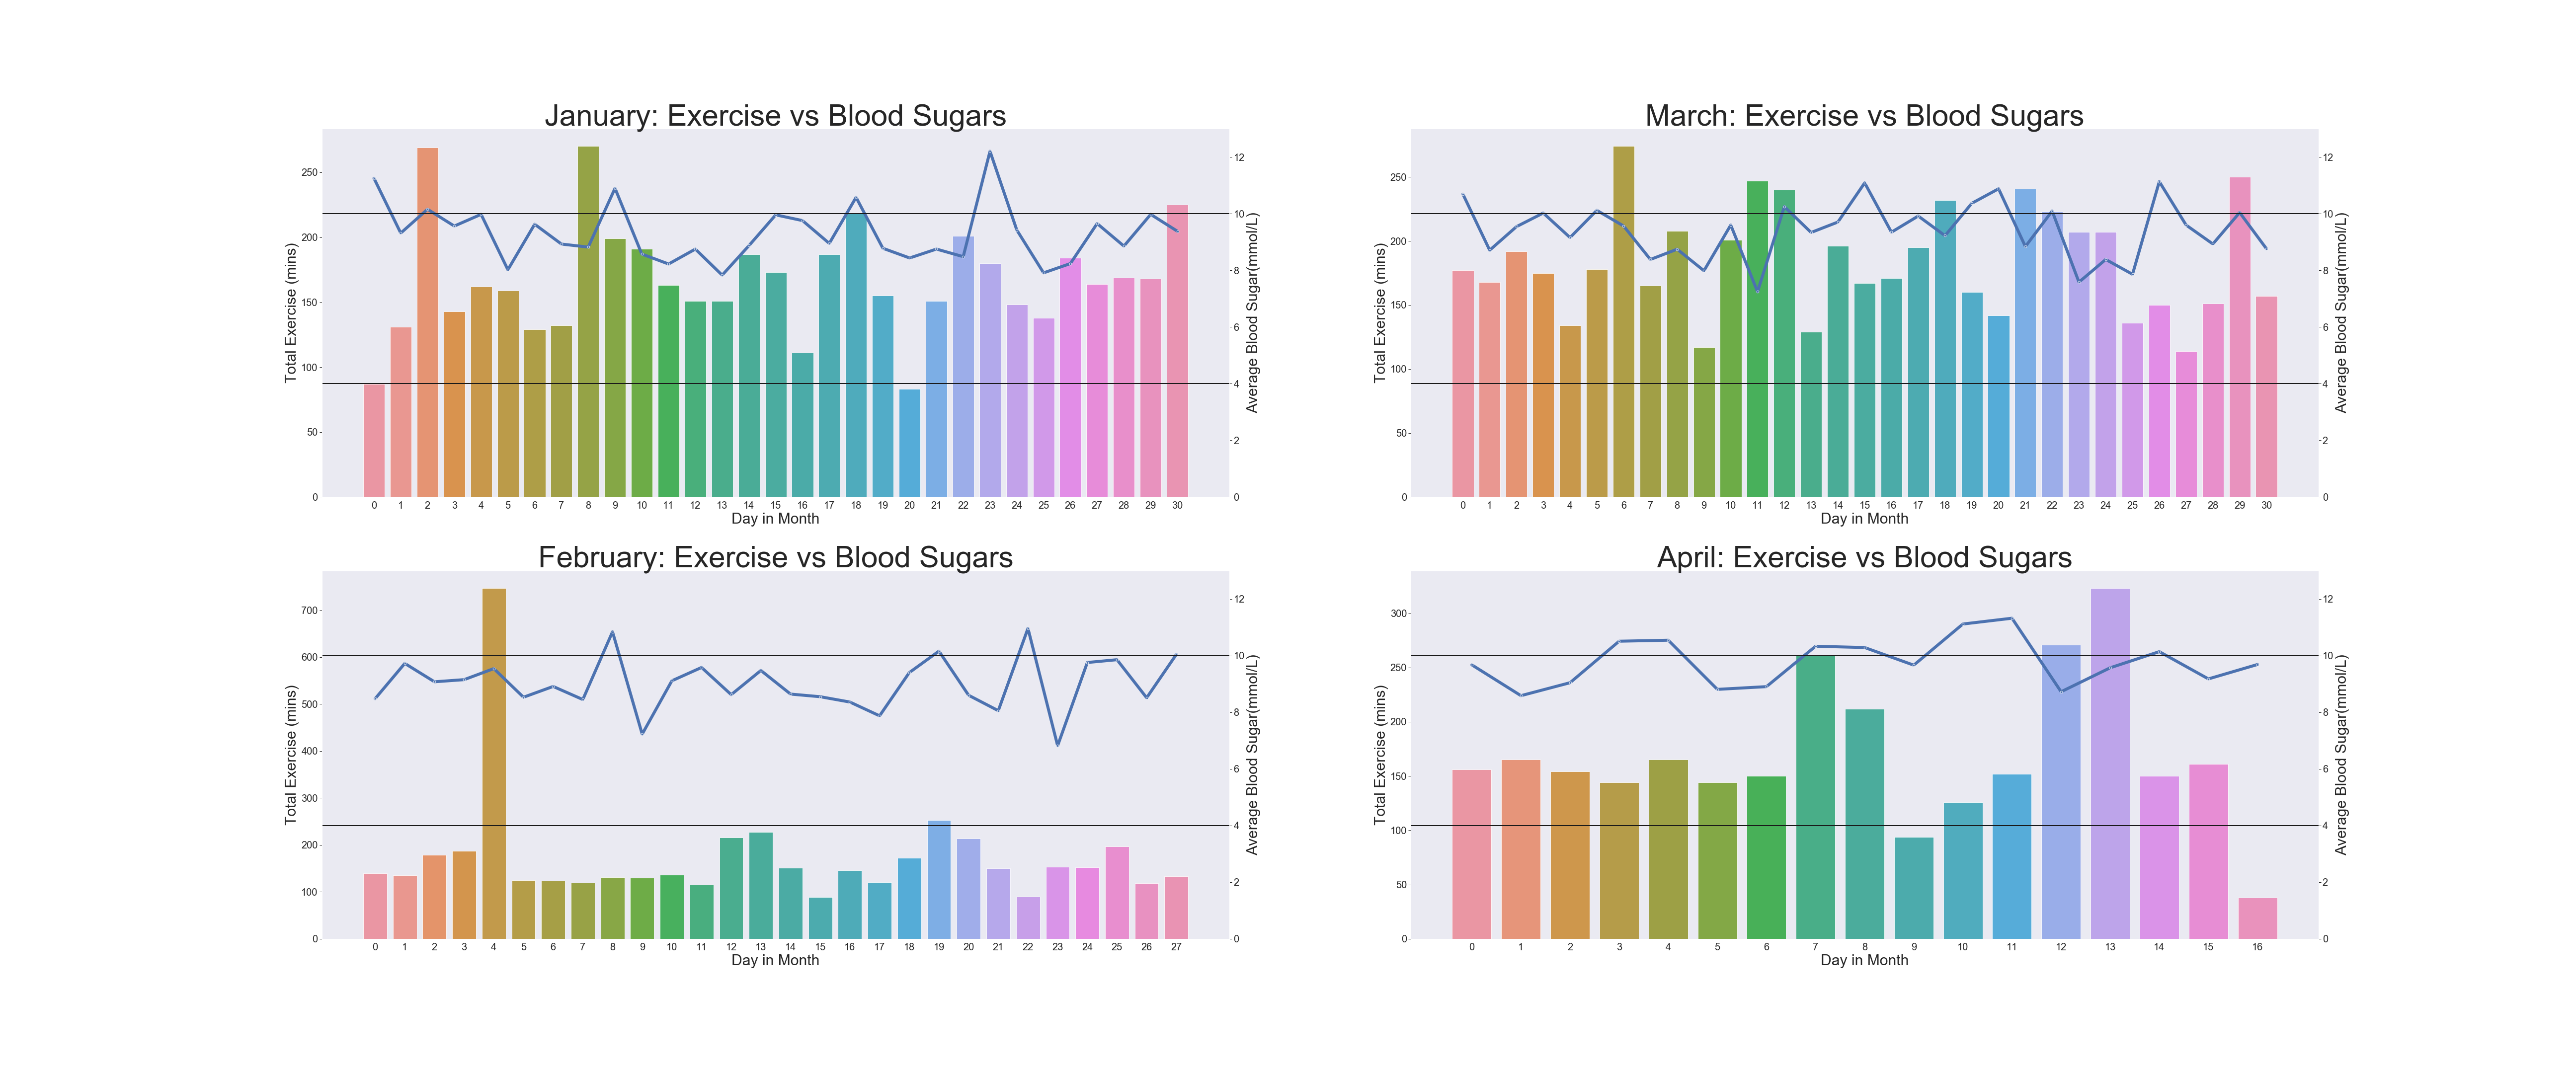 January: Exercise vs Blood Sugars
Total Exercise (mins)
250
200
150
100
50
0
12
10
8
6
4
2
0
Average Blood Sugar(mmol/L)
0 1 2 3 4 5 6 7 8 9 10 11 12 13 14 15 16 17 18 19 20 21 22 23 24 25 26 27 28 29 30
Day in Month
March: Exercise vs Blood Sugars
Total Exercise (mins)
250
200
150
100
50
0
12
10
8
6
4
2
0
Average Blood Sugar(mmol/L)
0 1 2 3 4 5 6 7 8 9 10 11 12 13 14 15 16 17 18 19 20 21 22 23 24 25 26 27 28 29 30
Day in Month
February: Exercise vs Blood Sugars
Total Exercise (mins)
700
600
500
400
300
200
100
0
12
10
8
6
4
2
0
Average Blood Sugar(mmol/L)
0 1 2 3 4 5 6 7 8 9 10 11 12 13 14 15 16 17 18 19 20 21 22 23 24 25 26 27
Day in Month
April: Exercise vs Blood Sugars
Total Exercise (mins)
300
250
200
150
100
50
0
12
10
8
6
4
2
0
Average Blood Sugar(mmol/L)
0 1 2 3 4 5 6 7 8 9 10 11 12 13 14 15 16
Day in Month